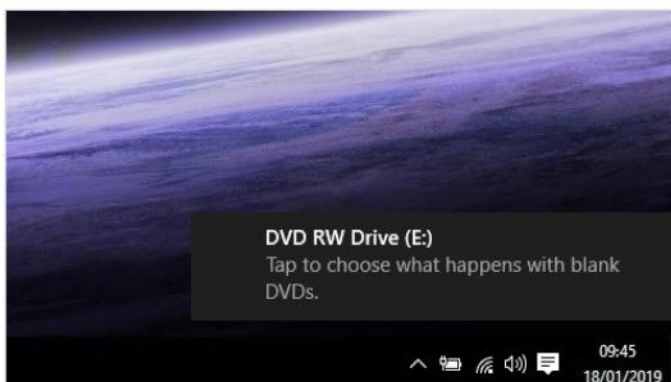 DVD RW Drive (E:)
Tap to choose what happens with blank
DVDs.
09:45
18/01/2019